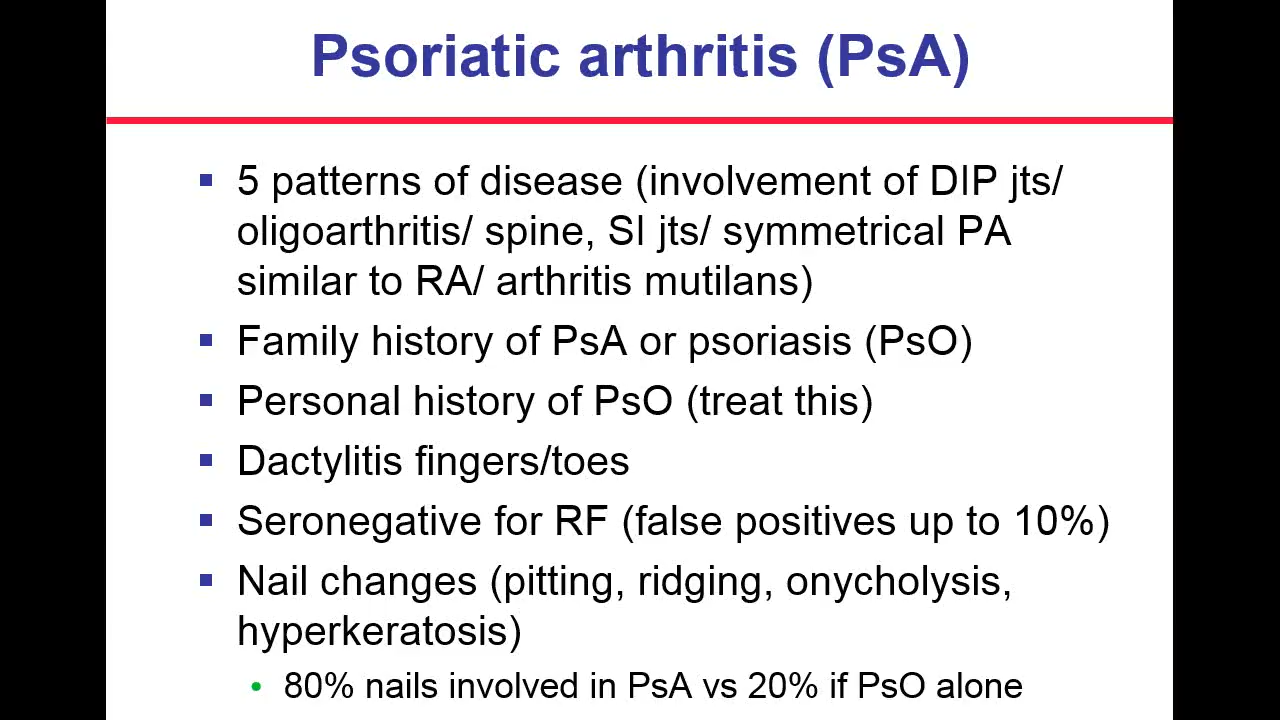 Psoriatic arthritis (PsA)
▪ 5 patterns of disease (involvement of DIP jts/
oligoarthritis/ spine, SI jts/ symmetrical PA
similar to RA/ arthritis mutilans)
▪ Family history of PsA or psoriasis (PsO)
▪ Personal history of PsO (treat this)
▪ Dactylitis fingers/toes
▪ Seronegative for RF (false positives up to 10%)
▪ Nail changes (pitting, ridging, onycholysis,
hyperkeratosis)
• 80% nails involved in PsA vs 20% if PsO alone